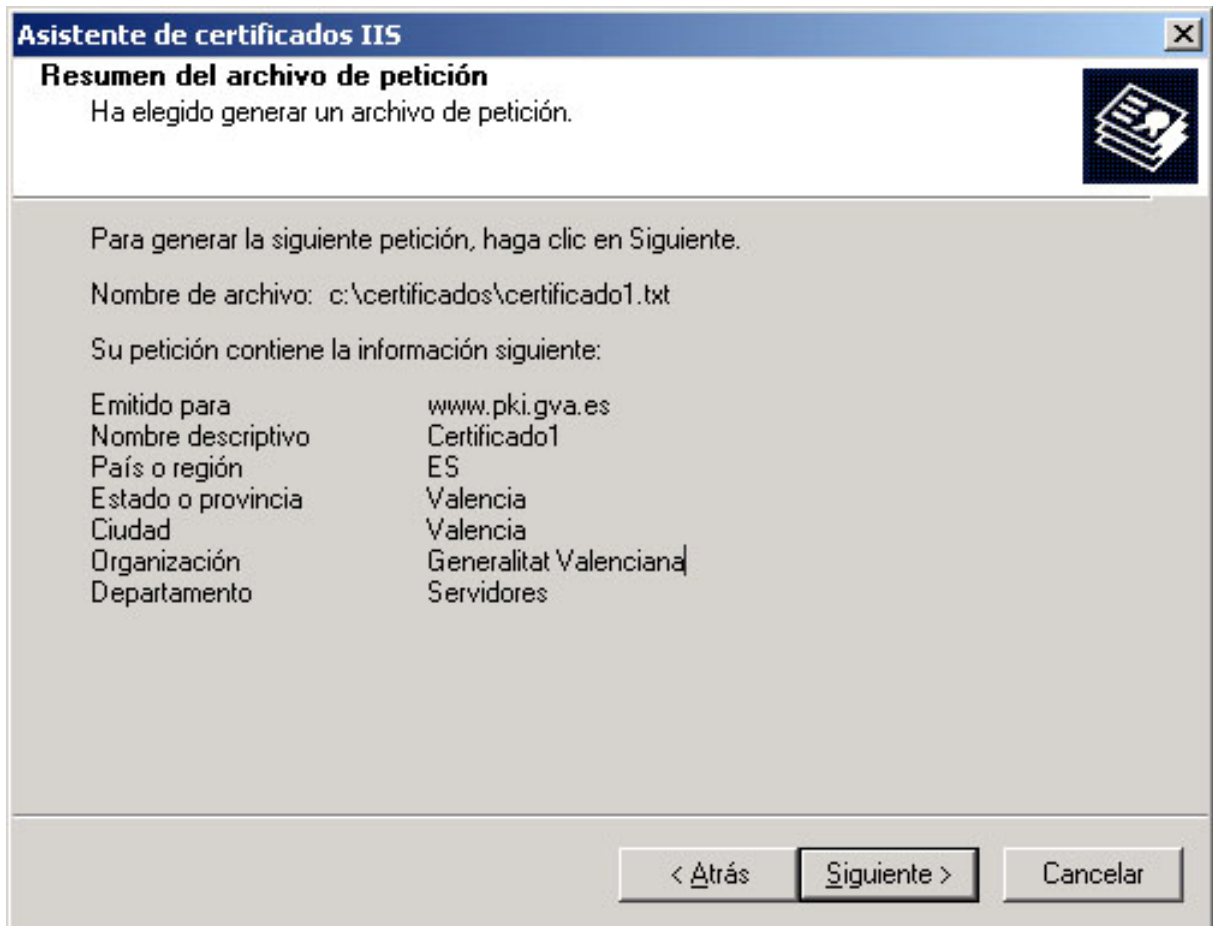 Asistente de certificados IIS
Resumen del archivo de petición
Ha elegido generar un archivo de petición.
Para generar la siguiente petición, haga clic en Siguiente.
Nombre de archivo: c:\certificados\certificado1.txt
Su petición contiene la información siguiente:
Emitido para www.pki.gva.es
Nombre descriptivo Certificado1
País o región ES
Estado o provincia Valencia
Ciudad Valencia
Organización Generalitat Valenciana
Departamento Servidores
< Atrás Siguiente > Cancelar